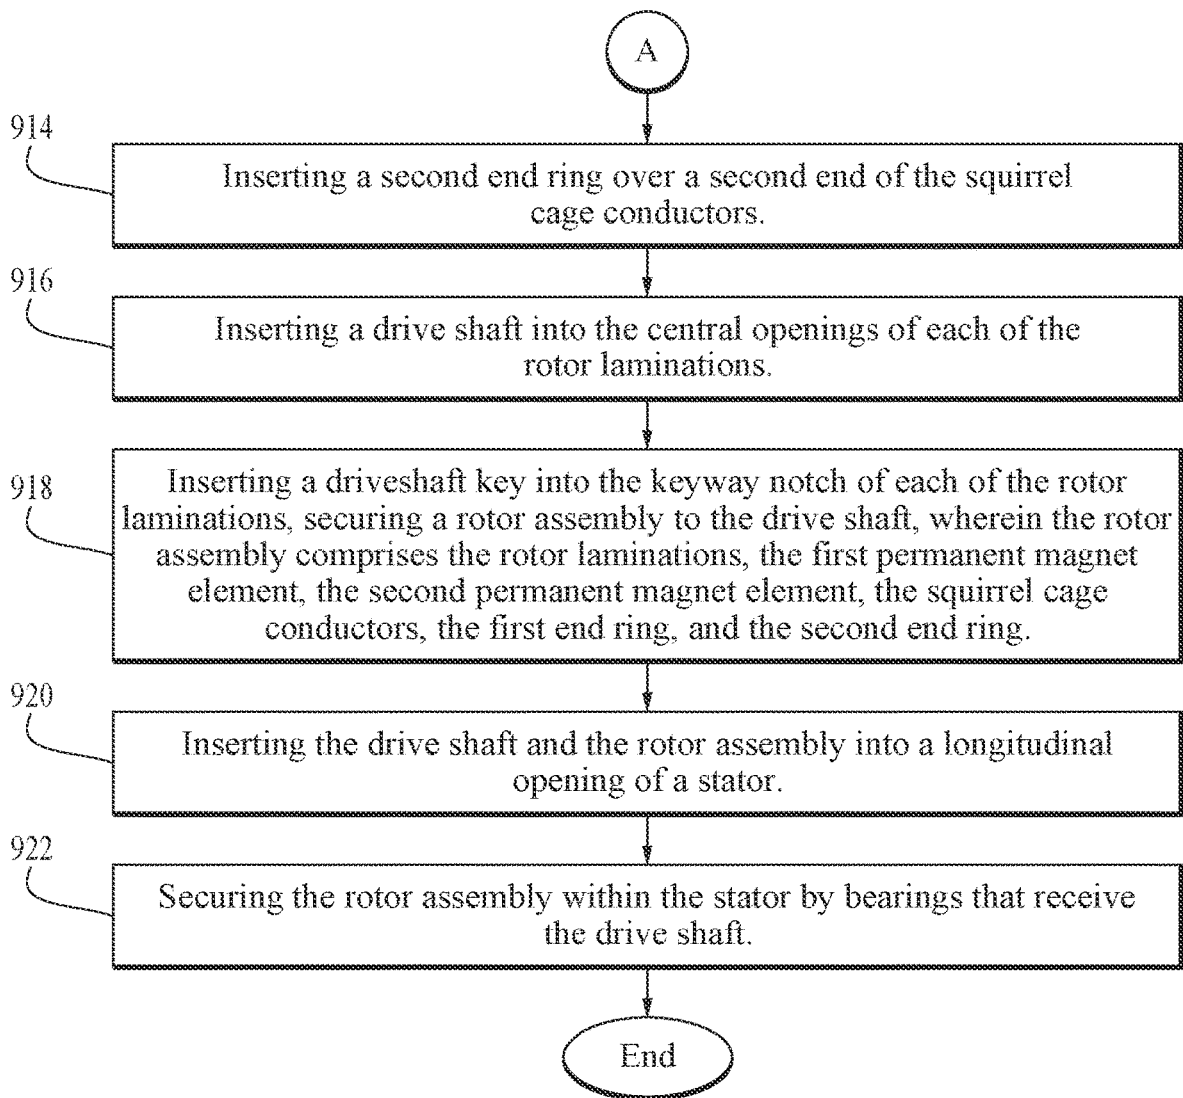 A
914
Inserting a second end ring over a second end of the squirrel
cage conductors.
916
Inserting a drive shaft into the central openings of each of the
rotor laminations.
918
Inserting a driveshaft key into the keyway notch of each of the rotor
laminations, securing a rotor assembly to the drive shaft, wherein the rotor
assembly comprises the rotor laminations, the first permanent magnet
element, the second permanent magnet element, the squirrel cage
conductors, the first end ring, and the second end ring.
920
Inserting the drive shaft and the rotor assembly into a longitudinal
opening of a stator.
922
Securing the rotor assembly within the stator by bearings that receive
the drive shaft.
End